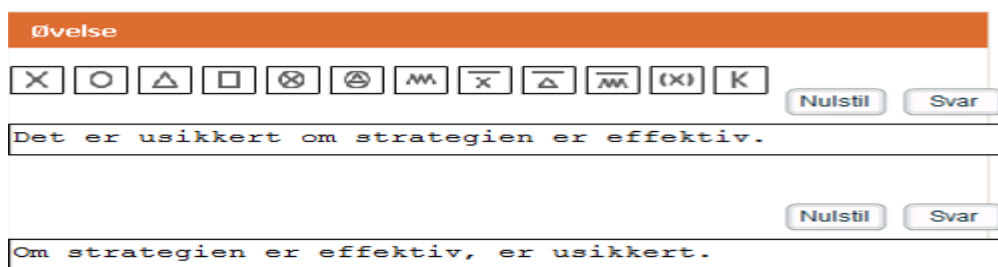 Øvelse
(x) K
Nulstil Svar
Det er usikkert om strategien er effektiv.
Nulstil Svar
Om strategien er effektiv, er usikkert.